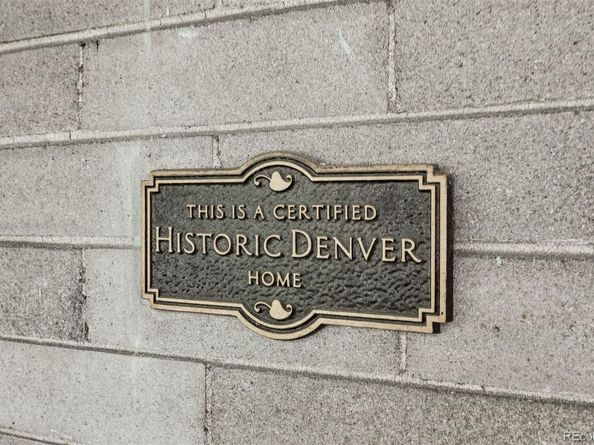 THIS IS A CERTIFIED
HISTORIC DENVER
HOME